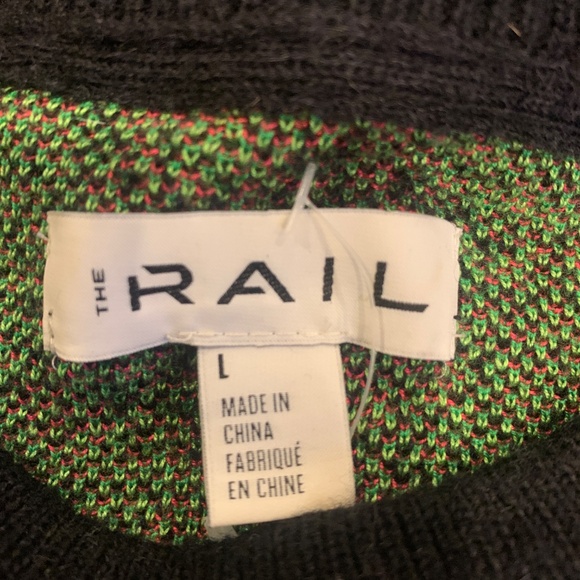 THE RAIL
L
MADE IN
CHINA
FABRIQUÉ
EN CHINE